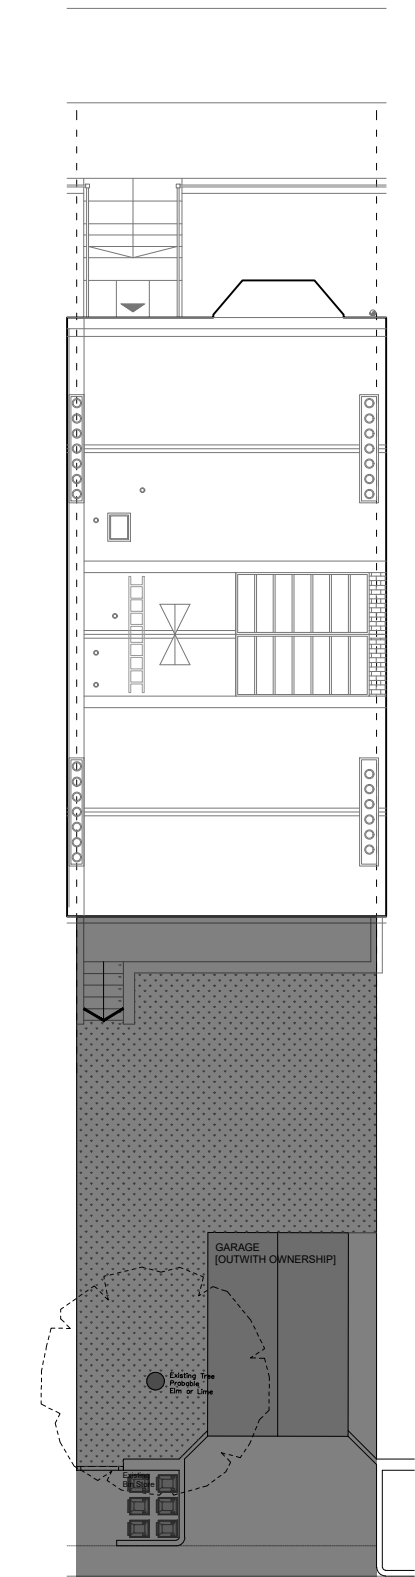 GARAGE
[OUTWITH OWNERSHIP]
Existing Tree
Probable
Elm or Lime
Existing
Bin Store